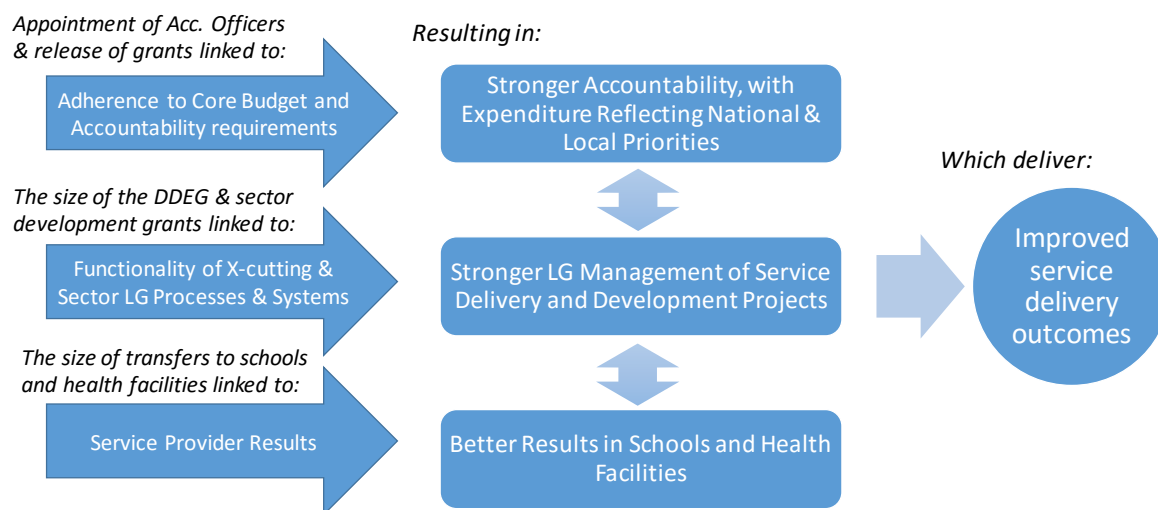 Appointment of Acc. Officers
& release of grants linked to:
Adherence to Core Budget and
Accountability requirements
The size of the DDEG & sector
development grants linked to:
Functionality of X-cutting &
Sector LG Processes & Systems
The size of transfers to schools
and health facilities linked to:
Service Provider Results
Resulting in:
Stronger Accountability, with
Expenditure Reflecting National &
Local Priorities
Stronger LG Management of Service
Delivery and Development Projects
Better Results in Schools and Health
Facilities
Which deliver:
Improved
service
delivery
outcomes